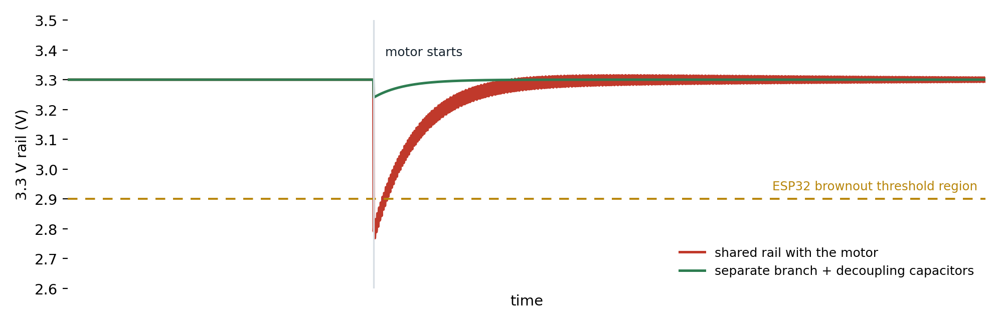 3.5
3.4
motor starts
3.3
3.2
3.1
3.0
2.9
2.8
2.7
2.6
3.3 V rail (V)
ESP32 brownout threshold region
shared rail with the motor
separate branch + decoupling capacitors
time